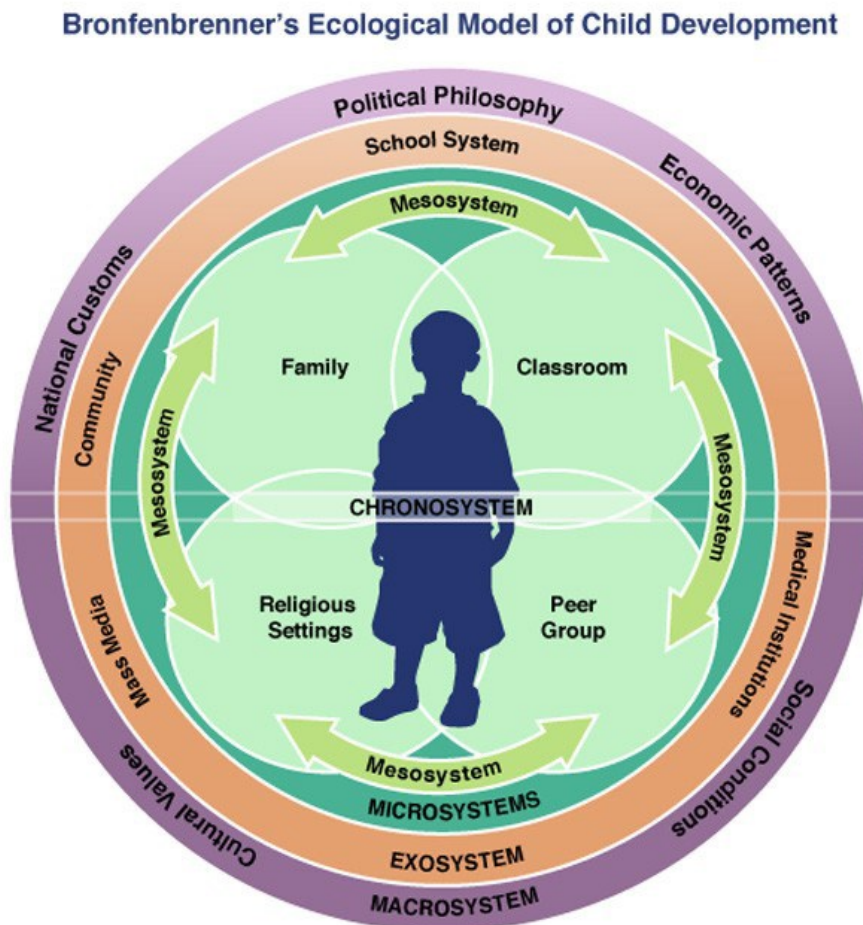 Bronfenbrenner's Ecological Model of Child Development
Political Philosophy
School System
Economic Patterns
Mesosystem
National Customs
Community
Family
Classroom
Mesosystem
Mesosystem
CHRONOSYSTEM
Religious
Settings
Peer
Group
Medical Institutions
Mass Media
Social Conditions
Cultural Values
Mesosystem
MICROSYSTEMS
EXOSYSTEM
MACROSYSTEM